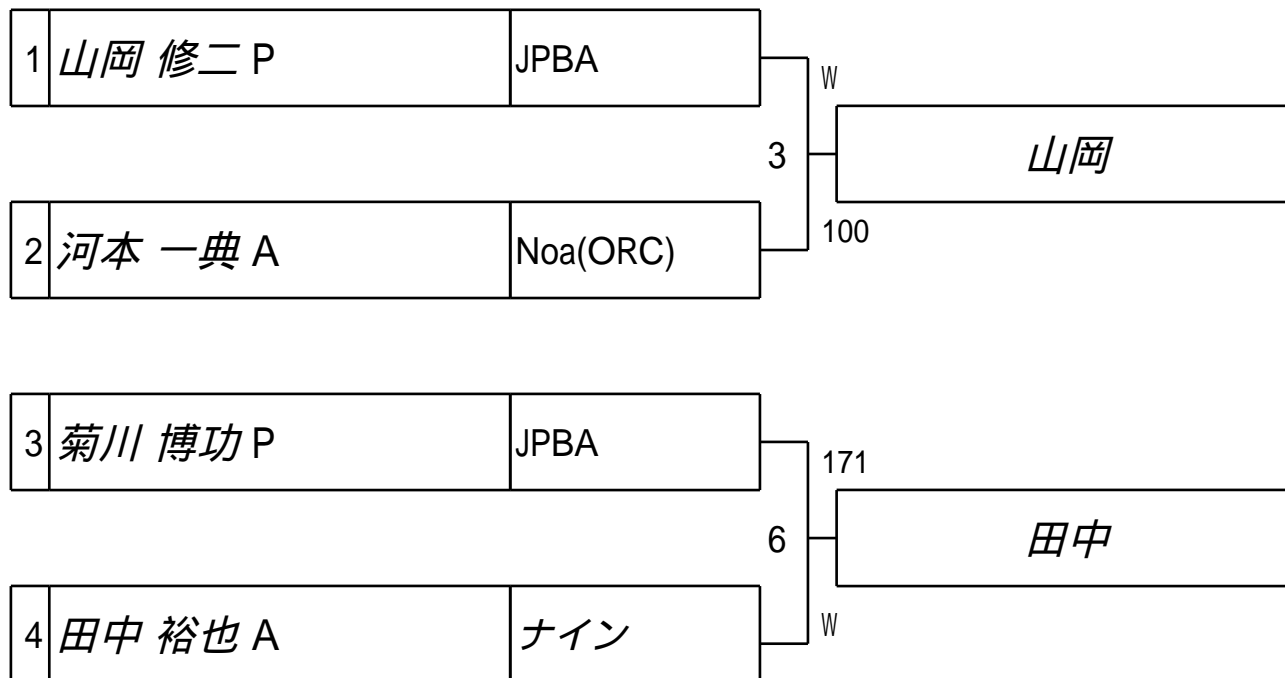 1 山岡 修二 P JPBA
W
3 山岡
2 河本 一典 A Noa(ORC)
100
3 菊川 博功 P JPBA
171
6 田中
4 田中 裕也 A ナイン
W